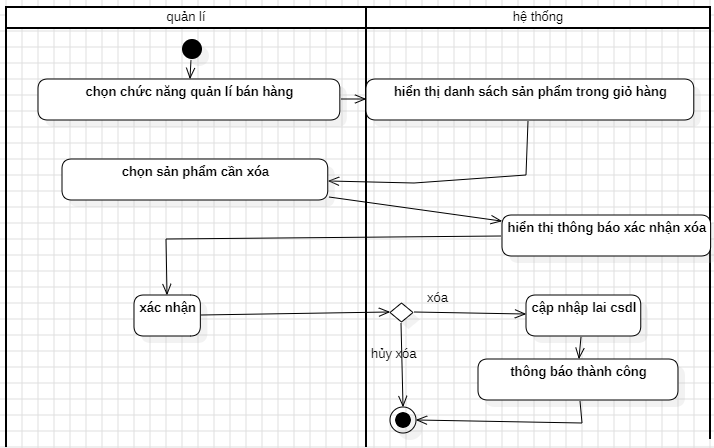 quản lí
hệ thống
chọn chức năng quản lí bán hàng
hiển thị danh sách sản phẩm trong giỏ hàng
chọn sản phẩm cần xóa
hiển thị thông báo xác nhận xóa
xác nhận
xóa
cập nhập lai csdl
hủy xóa
thông báo thành công